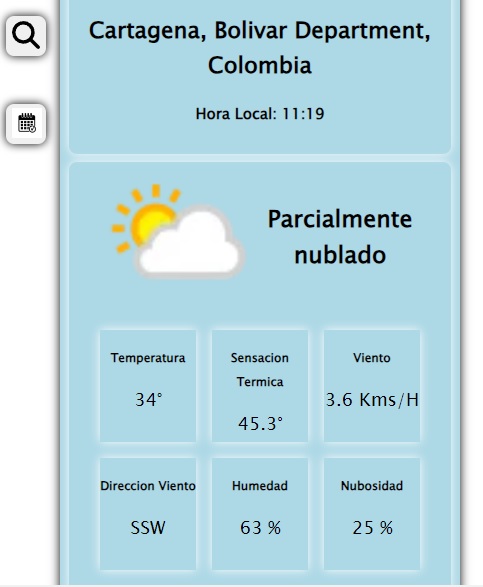 Cartagena, Bolivar Department,
Colombia
Hora Local: 11:19
Parcialmente
nublado
Temperatura
34°
Sensacion
Termica
45.3°
Viento
3.6 Kms/H
Direccion Viento
SSW
Humedad
63 %
Nubosidad
25 %